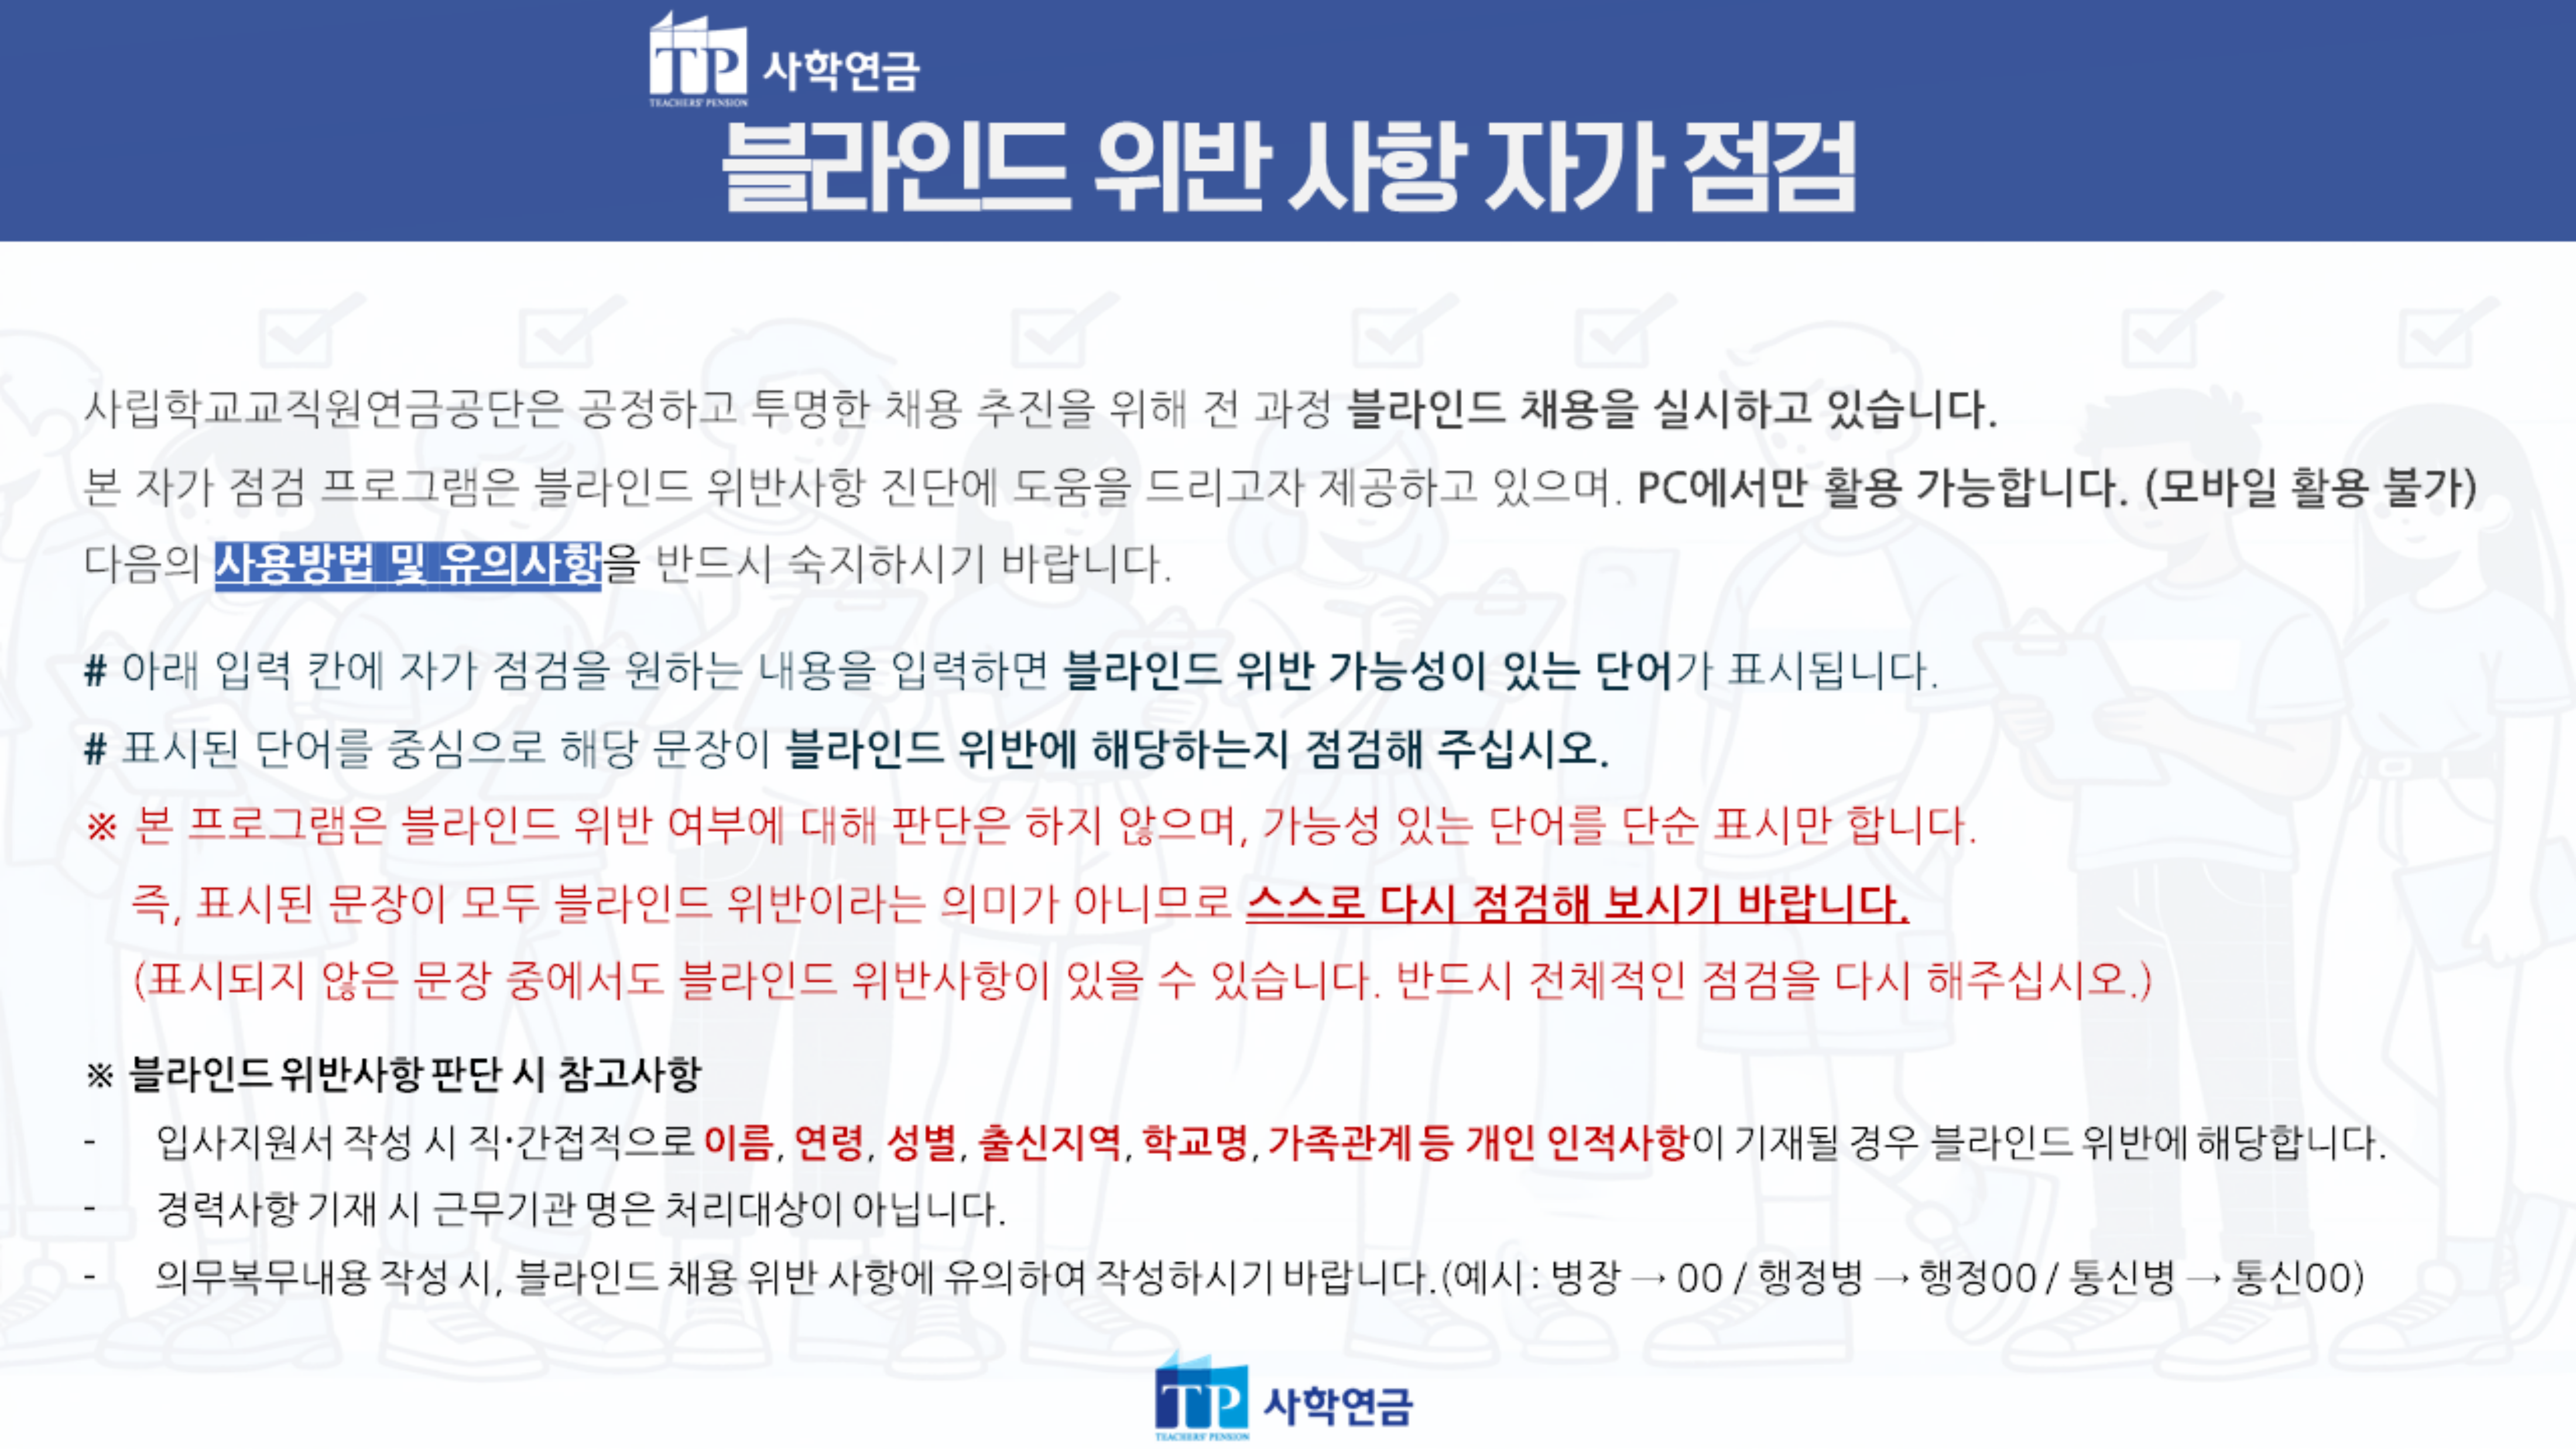 TP 사학연금
TEACHERS' PENSION
블라인드 위반 사항 자가 점검
사립학교교직원연금공단은 공정하고 투명한 채용 추진을 위해 전 과정 블라인드 채용을 실시하고 있습니다.
본 자가 점검 프로그램은 블라인드 위반사항 진단에 도움을 드리고자 제공하고 있으며. PC에서만 활용 가능합니다. (모바일 활용 불가)
다음의 사용방법 및 유의사항을 반드시 숙지하시기 바랍니다.
# 아래 입력 칸에 자가 점검을 원하는 내용을 입력하면 블라인드 위반 가능성이 있는 단어가 표시됩니다.
# 표시된 단어를 중심으로 해당 문장이 블라인드 위반에 해당하는지 점검해 주십시오.
※ 본 프로그램은 블라인드 위반 여부에 대해 판단은 하지 않으며, 가능성 있는 단어를 단순 표시만 합니다.
즉, 표시된 문장이 모두 블라인드 위반이라는 의미가 아니므로 스스로 다시 점검해 보시기 바랍니다.
(표시되지 않은 문장 중에서도 블라인드 위반사항이 있을 수 있습니다. 반드시 전체적인 점검을 다시 해주십시오.)
※ 블라인드 위반사항 판단 시 참고사항
- 입사지원서 작성 시 직·간접적으로 이름, 연령, 성별, 출신지역, 학교명, 가족관계 등 개인 인적사항이 기재될 경우 블라인드 위반에 해당합니다.
- 경력사항 기재 시 근무기관 명은 처리대상이 아닙니다.
- 의무복무내용 작성 시, 블라인드 채용 위반 사항에 유의하여 작성하시기 바랍니다.(예시 : 병장 → 00 / 행정병 → 행정00 / 통신병 → 통신00)
TP 사학연금
TEACHERS' PENSION